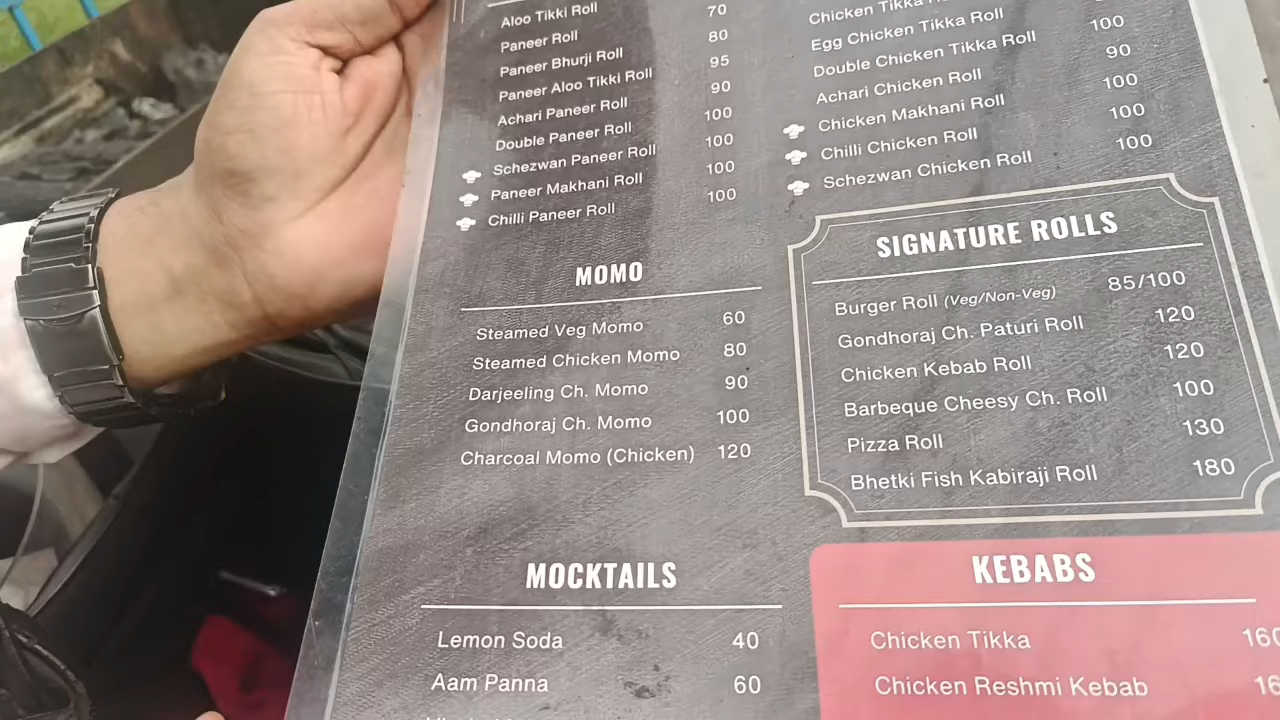 Aloo Tikki Roll
Paneer Roll 70
Paneer Bhurji Roll 80
Paneer Aloo Tikki Roll 95
Achari Paneer Roll 90
Double Paneer Roll 100
Schezwan Paneer Roll 100
Paneer Makhani Roll 100
Chilli Paneer Roll 100
MOMO
Steamed Veg Momo 60
Steamed Chicken Momo 80
Darjeeling Ch. Momo 90
Gondhoraj Ch. Momo 100
Charcoal Momo (Chicken) 120
MOCKTAILS
Lemon Soda 40
Aam Panna 60
Chicken Tikka
Egg Chicken Tikka Roll
Double Chicken Tikka Roll 100
Achari Chicken Roll 90
Chicken Makhani Roll 100
Chilli Chicken Roll 100
Schezwan Chicken Roll 100
SIGNATURE ROLLS
Burger Roll (Veg/Non-Veg) 85/100
Gondhoraj Ch. Paturi Roll 120
Chicken Kebab Roll 120
Barbeque Cheesy Ch. Roll 100
Pizza Roll 130
Bhetki Fish Kabiraji Roll 180
KEBABS
Chicken Tikka 160
Chicken Reshmi Kebab 16